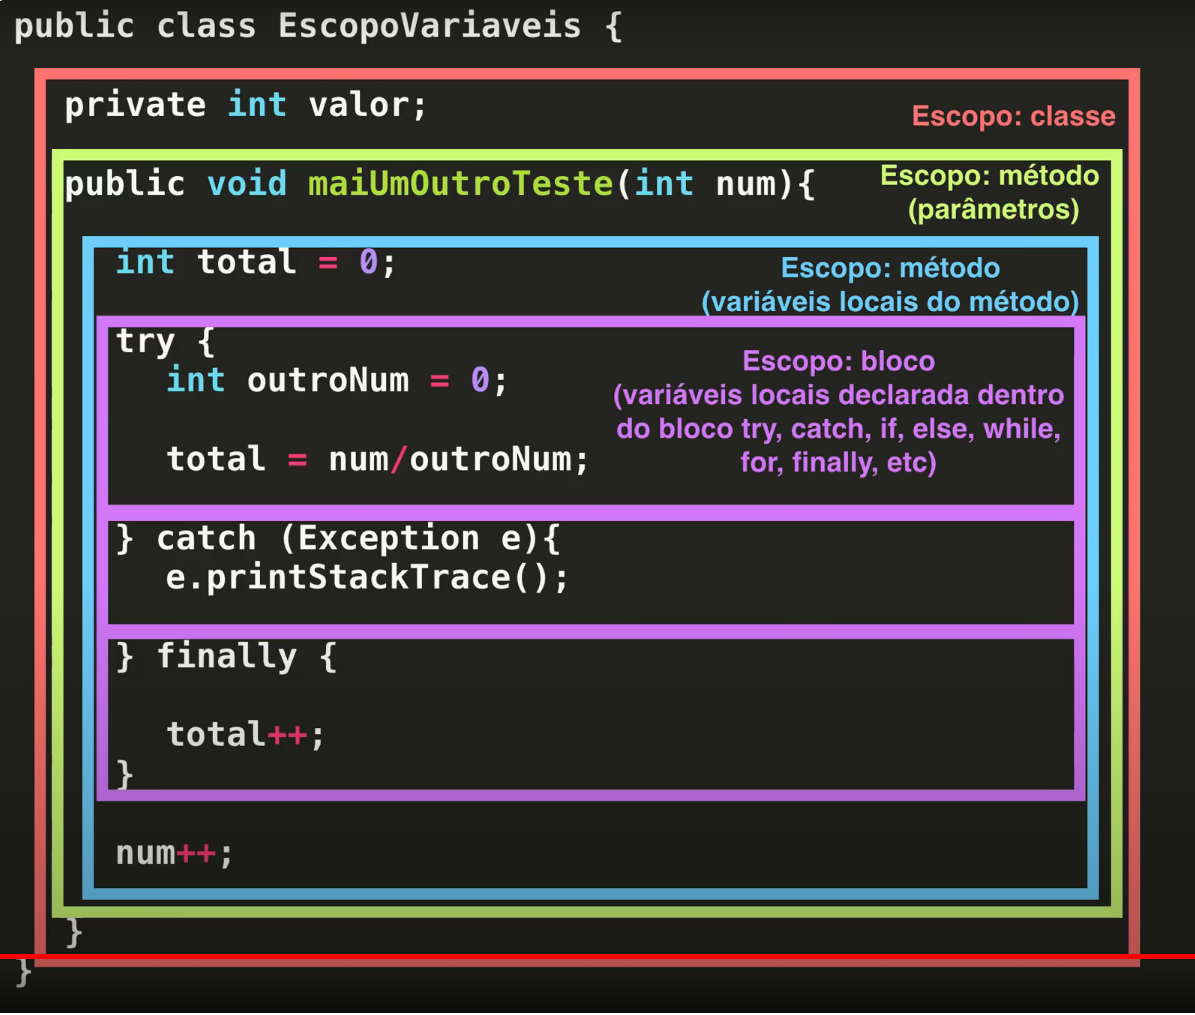 public class EscopoVariaveis {
private int valor;
Escopo: classe
public void maiUmOutroTeste(int num){
Escopo: método
(parâmetros)
int total = 0;
Escopo: método
(variáveis locais do método)
try {
int outroNum = 0;
total = num/outroNum;
Escopo: bloco
(variáveis locais declarada dentro
do bloco try, catch, if, else, while,
for, finally, etc)
} catch (Exception e){
e.printStackTrace();
} finally {
total++;
}
num++;
}
}